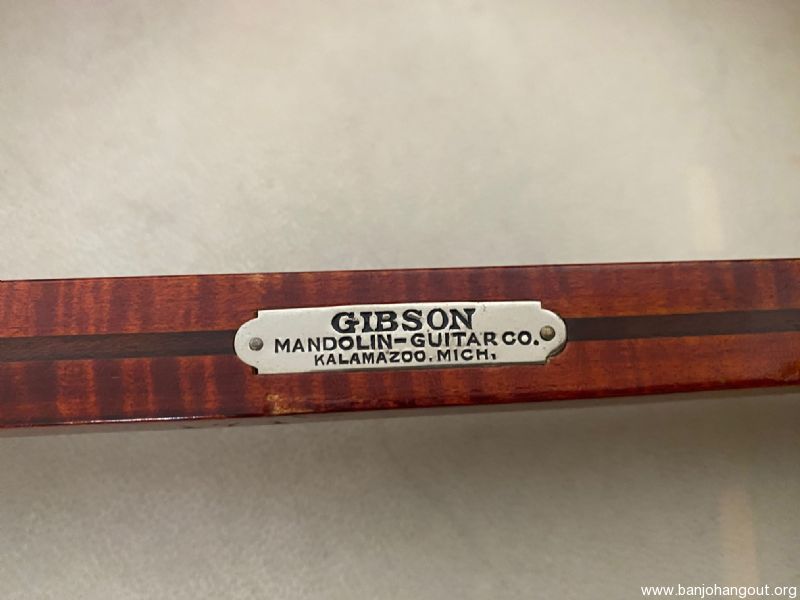 GIBSON
MANDOLIN-GUITAR CO.
KALAMAZOO, MICH,
www.banjohangout.org